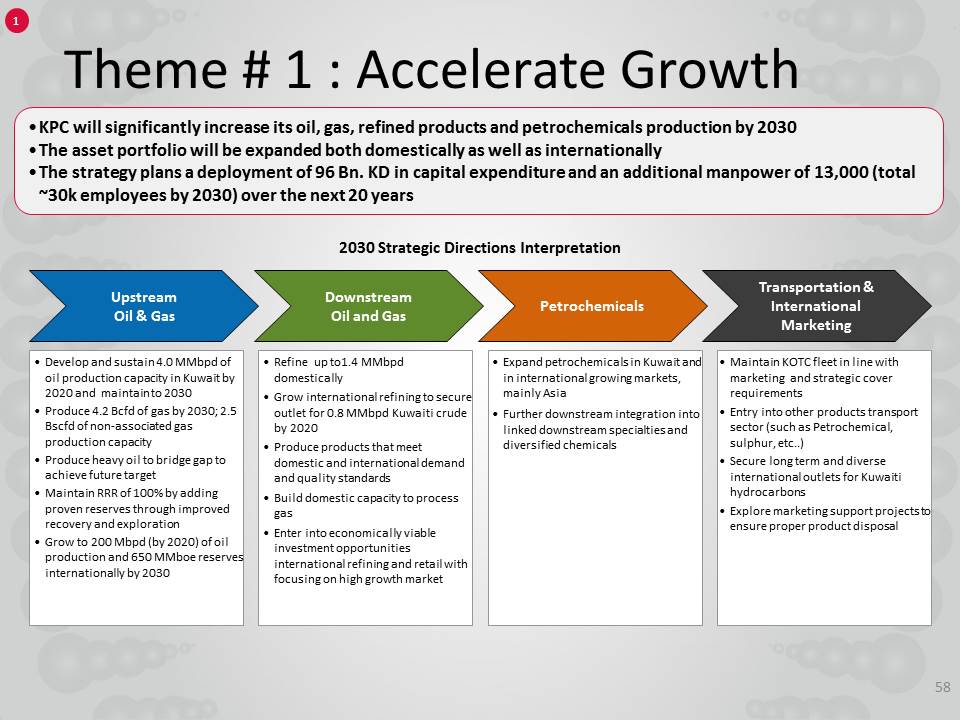 1
Theme # 1 : Accelerate Growth
•KPC will significantly increase its oil, gas, refined products and petrochemicals production by 2030
•The asset portfolio will be expanded both domestically as well as internationally
•The strategy plans a deployment of 96 Bn. KD in capital expenditure and an additional manpower of 13,000 (total
~30k employees by 2030) over the next 20 years
2030 Strategic Directions Interpretation
Upstream
Oil & Gas
• Develop and sustain 4.0 MMbpd of
oil production capacity in Kuwait by
2020 and maintain to 2030
• Produce 4.2 Bcfd of gas by 2030; 2.5
Bscfd of non-associated gas
production capacity
• Produce heavy oil to bridge gap to
achieve future target
• Maintain RRR of 100% by adding
proven reserves through improved
recovery and exploration
• Grow to 200 Mbpd (by 2020) of oil
production and 650 MMboe reserves
internationally by 2030
Downstream
Oil and Gas
• Refine up to1.4 MMbpd
domestically
• Grow international refining to secure
outlet for 0.8 MMbpd Kuwaiti crude
by 2020
• Produce products that meet
domestic and international demand
and quality standards
• Build domestic capacity to process
gas
• Enter into economically viable
investment opportunities
international refining and retail with
focusing on high growth market
Petrochemicals
• Expand petrochemicals in Kuwait and
in international growing markets,
mainly Asia
• Further downstream integration into
linked downstream specialties and
diversified chemicals
Transportation &
International
Marketing
• Maintain KOTC fleet in line with
marketing and strategic cover
requirements
• Entry into other products transport
sector (such as Petrochemical,
sulphur, etc..)
• Secure long term and diverse
international outlets for Kuwaiti
hydrocarbons
• Explore marketing support projects to
ensure proper product disposal
58